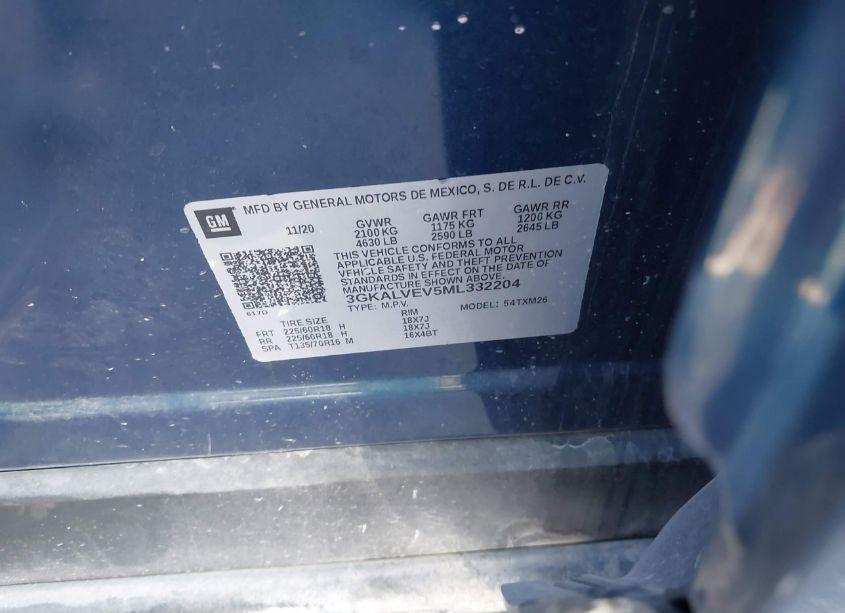 GM
MFD BY GENERAL MOTORS DE MEXICO, S. DE R.L. DE C.V.
11/20 GVWR GAWR FRT GAWR RR
2100 KG 1175 KG 1200 KG
4630 LB 2590 LB 2645 LB
THIS VEHICLE CONFORMS TO ALL
APPLICABLE U.S. FEDERAL MOTOR
VEHICLE SAFETY AND THEFT PREVENTION
STANDARDS IN EFFECT ON THE DATE OF
MANUFACTURE SHOWN ABOVE.
3GKALVEV5ML332204
617D
TYPE: M.P.V. MODEL: 54TXM26
TIRE SIZE RIM
FRT 225/60R18 H 18X7J
RR 225/60R18 H 18X7J
SPA T135/70R16 M 16X4BT